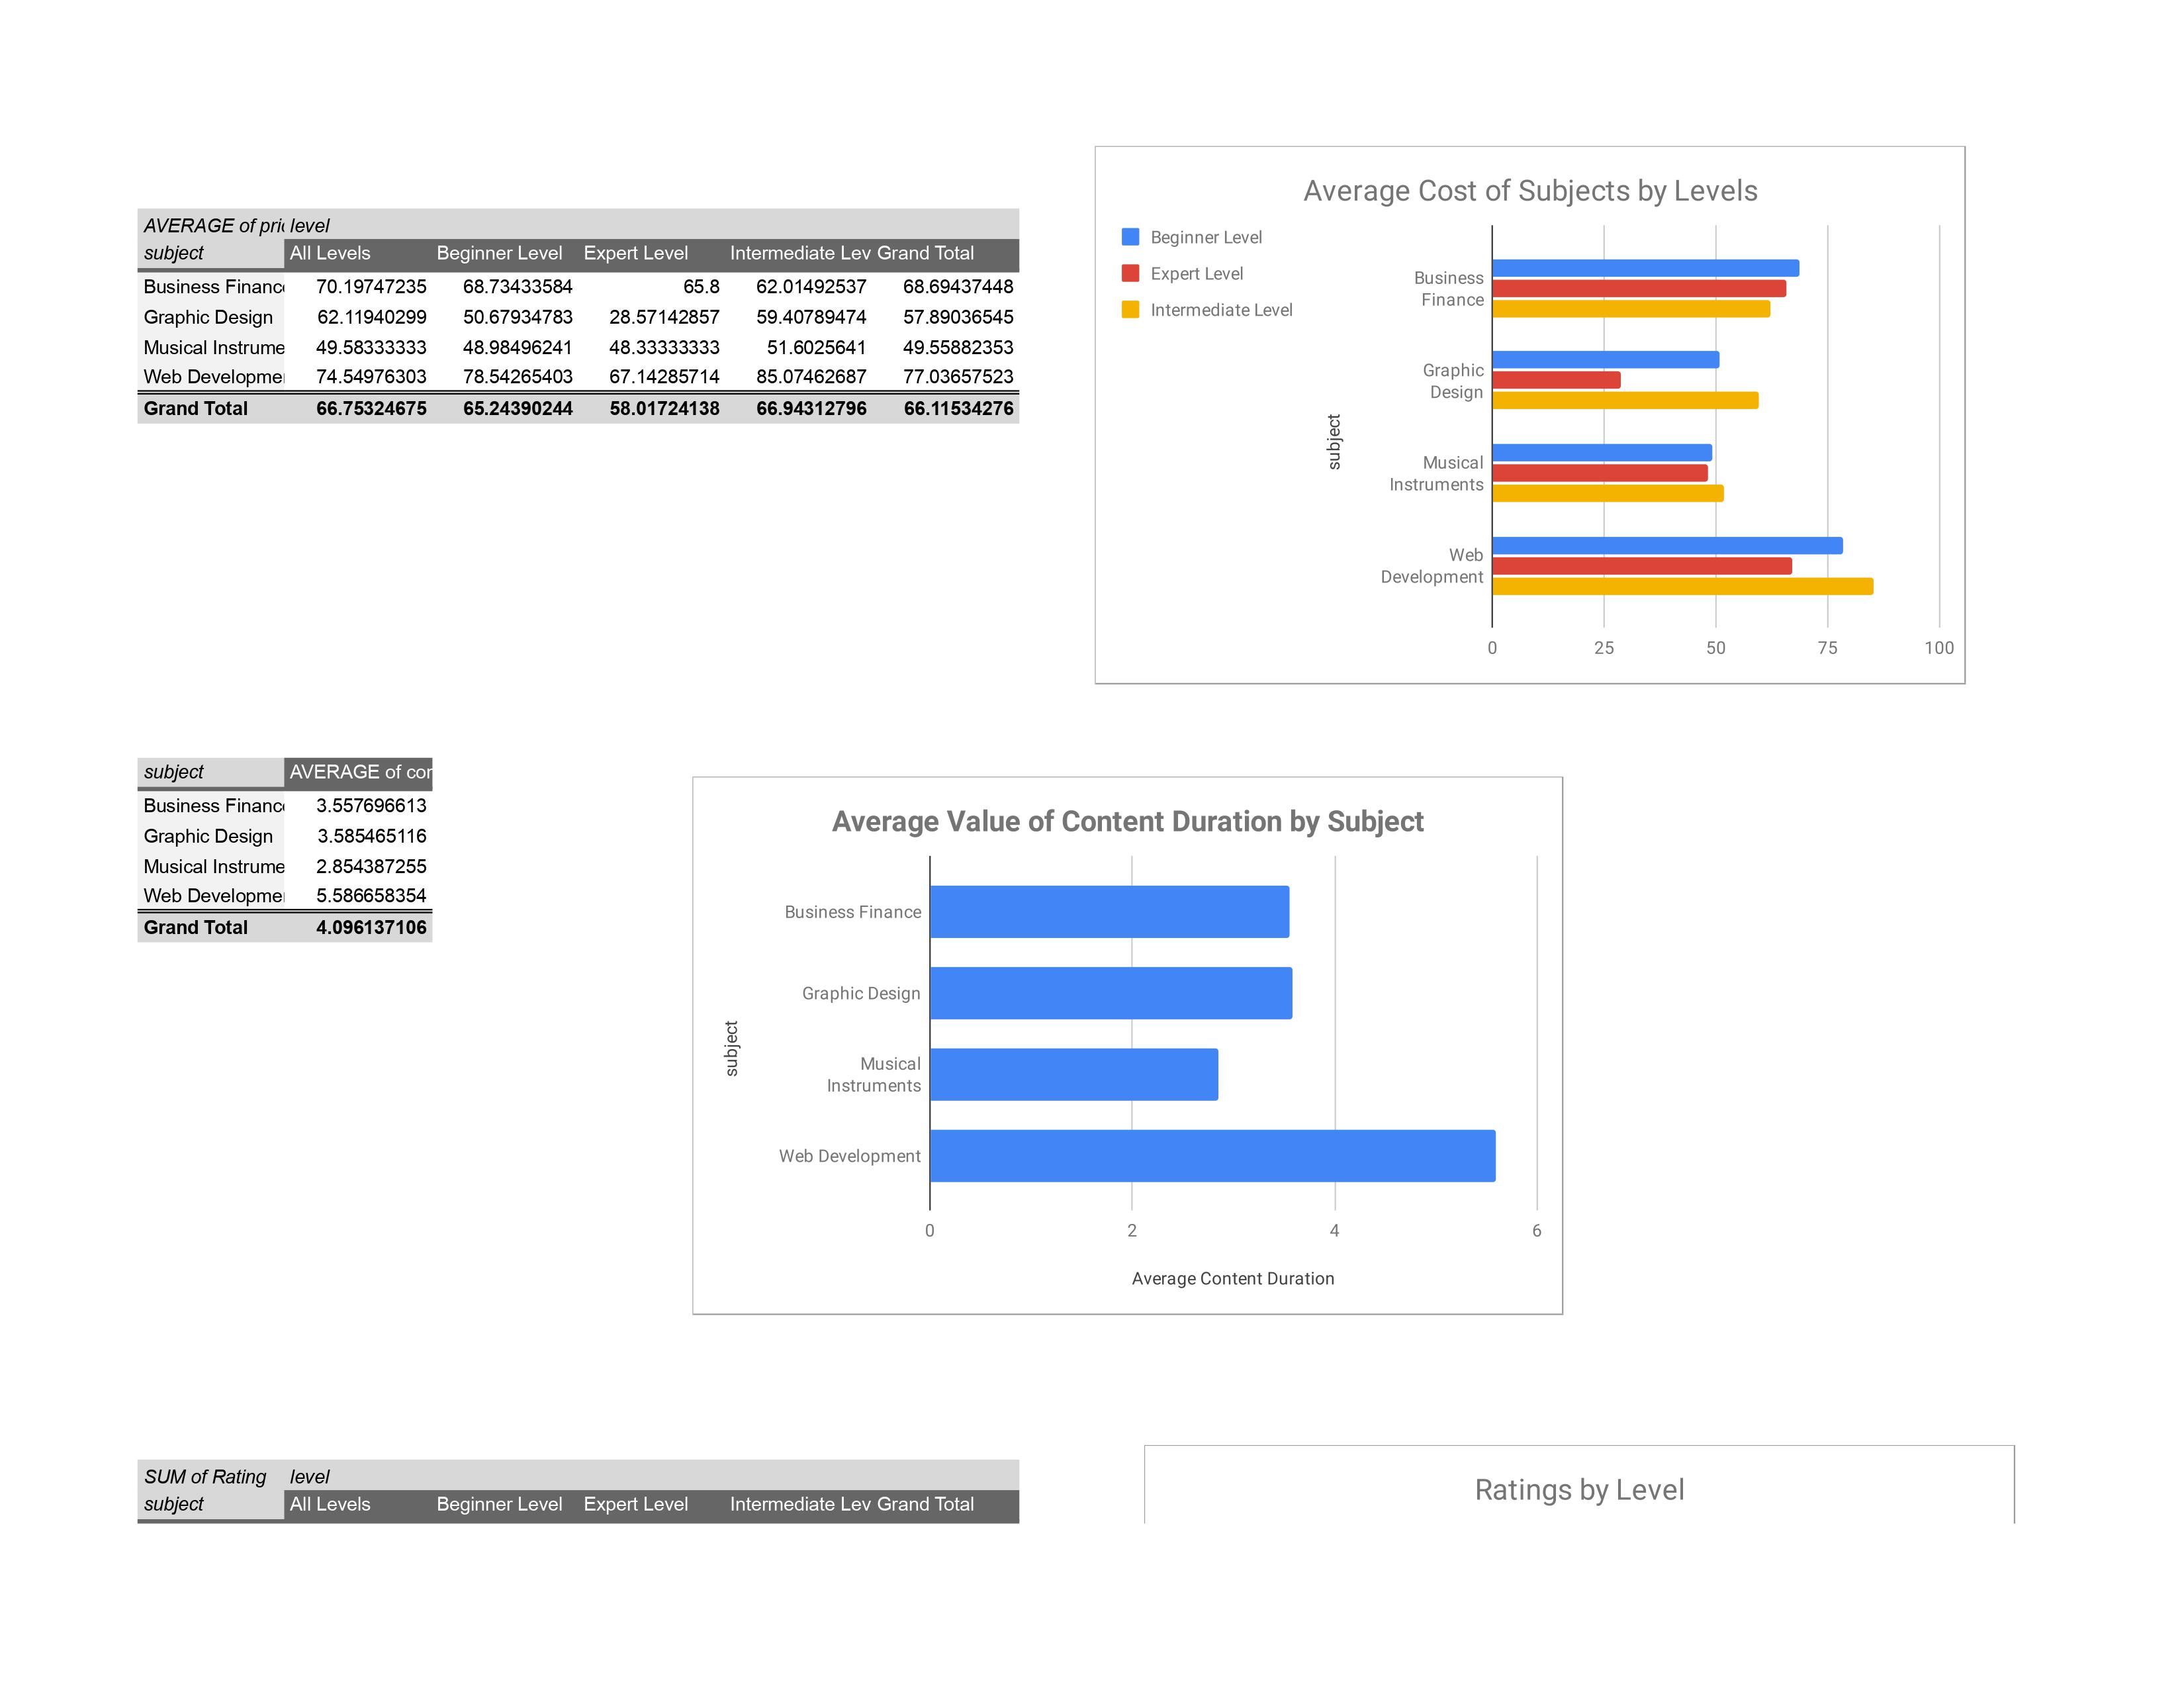 AVERAGE of pric level
subject All Levels Beginner Level Expert Level Intermediate Lev Grand Total
Business Finance 70.19747235 68.73433584 65.8 62.01492537 68.69437448
Graphic Design 62.11940299 50.67934783 28.57142857 59.40789474 57.89036545
Musical Instrume 49.58333333 48.98496241 48.33333333 51.6025641 49.55882353
Web Developmen 74.54976303 78.54265403 67.14285714 85.07462687 77.03657523
Grand Total 66.75324675 65.24390244 58.01724138 66.94312796 66.11534276
Average Cost of Subjects by Levels
Beginner Level
Expert Level
Intermediate Level
subject
Business
Finance
Graphic
Design
Musical
Instruments
Web
Development
0 25 50 75 100
subject AVERAGE of con
Business Finance 3.557696613
Graphic Design 3.585465116
Musical Instrume 2.854387255
Web Developmen 5.586658354
Grand Total 4.096137106
Average Value of Content Duration by Subject
subject
Business Finance
Graphic Design
Musical
Instruments
Web Development
0 2 4 6
Average Content Duration
SUM of Rating level
subject All Levels Beginner Level Expert Level Intermediate Lev Grand Total
Ratings by Level